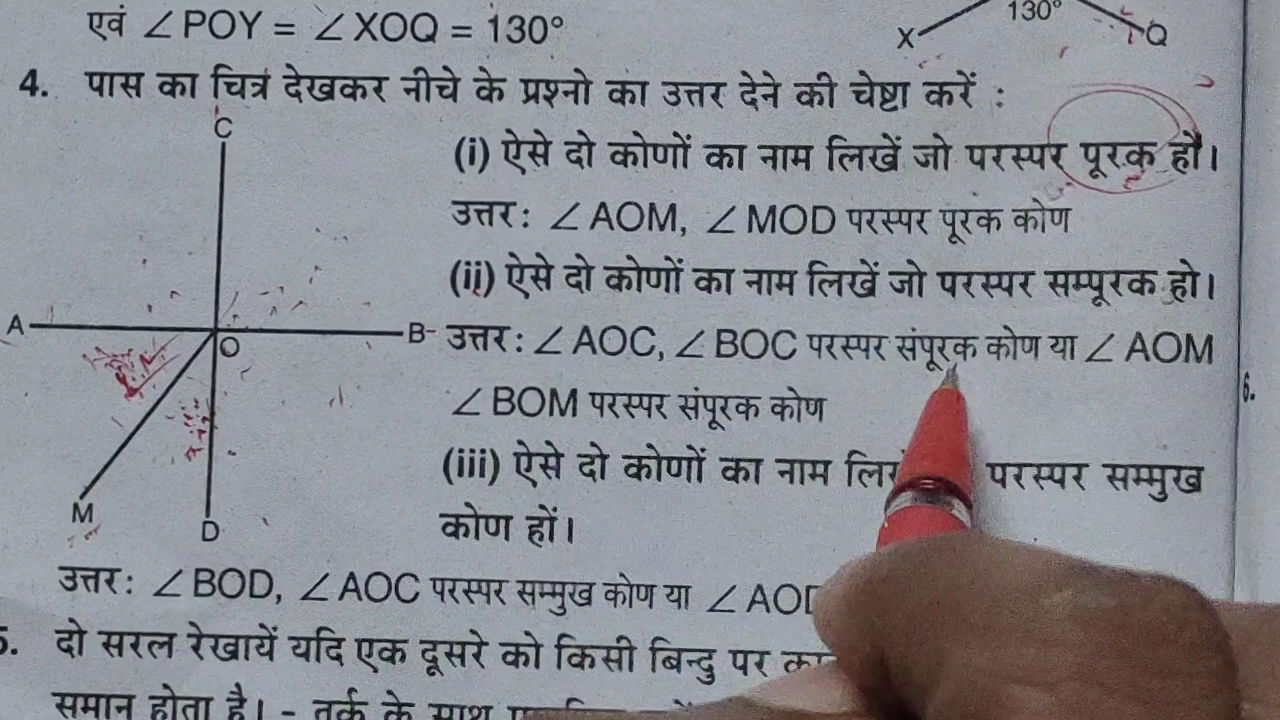 एवं ∠POY = ∠XOQ = 130°
130°
X
Q
4. पास का चित्र देखकर नीचे के प्रश्नो का उत्तर देने की चेष्टा करें :
C
(i) ऐसे दो कोणों का नाम लिखें जो परस्पर पूरक हों।
उत्तर: ∠AOM, ∠MOD परस्पर पूरक कोण
(ii) ऐसे दो कोणों का नाम लिखें जो परस्पर सम्पूरक हो।
A
O
B
उत्तर: ∠AOC, ∠BOC परस्पर संपूरक कोण या ∠AOM
6.
∠BOM परस्पर संपूरक कोण
(iii) ऐसे दो कोणों का नाम परस्पर सम्मुख
M
D
कोण हों।
उत्तर: ∠BOD, ∠AOC परस्पर सम्मुख कोण या ∠AOD
5. दो सरल रेखायें यदि एक दूसरे को किसी बिन्दु पर
समान होता है। - तर्क के साथ